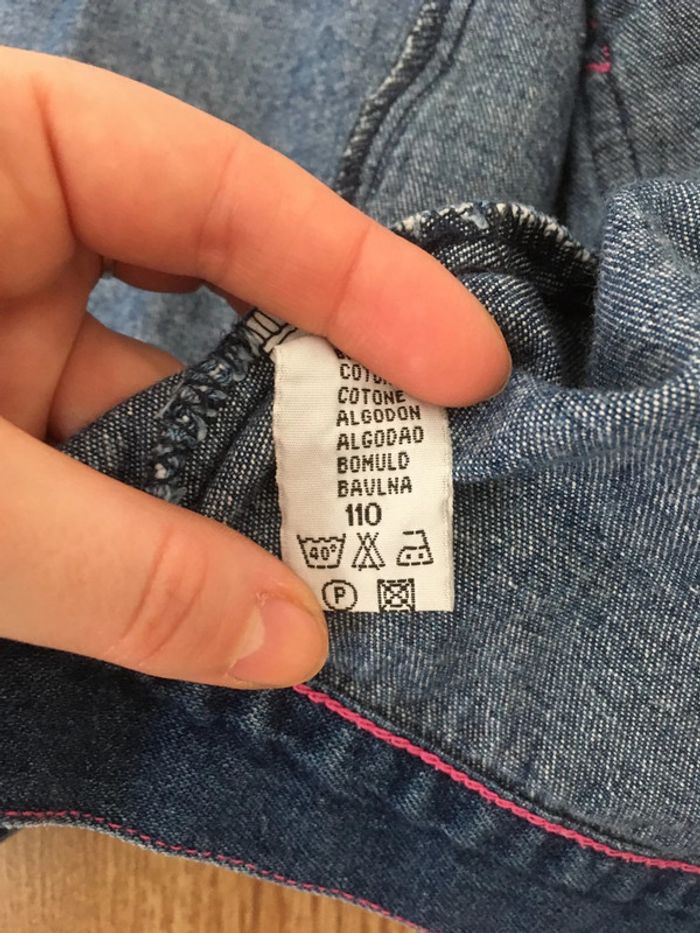 COTONE
ALGODON
ALGODAO
BOMULD
BAVLNA
110
40°
P